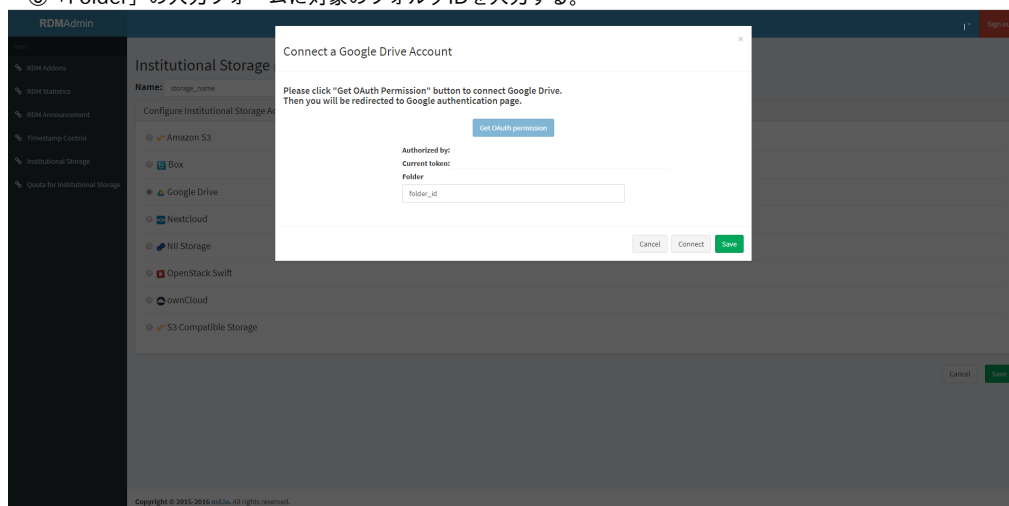 「Folder」の入力フォームに対象のフォルダIDを入力する。
RDMAdmin
Sign out
Menu
RDM Addons
RDM Statistics
RDM Announcement
Timestamp Control
Institutional Storage
Quota for Institutional Storage
Institutional Storage
Name: storage_name
Configure Institutional Storage Ac
Amazon S3
Box
Google Drive
Nextcloud
NII Storage
OpenStack Swift
ownCloud
S3 Compatible Storage
Connect a Google Drive Account
×
Please click "Get OAuth Permission" button to connect Google Drive.
Then you will be redirected to Google authentication page.
Get OAuth permission
Authorized by:
Current token:
Folder
folder_id
Cancel Connect Save
Cancel Save
Copyright © 2015-2016 osf.io. All rights reserved.